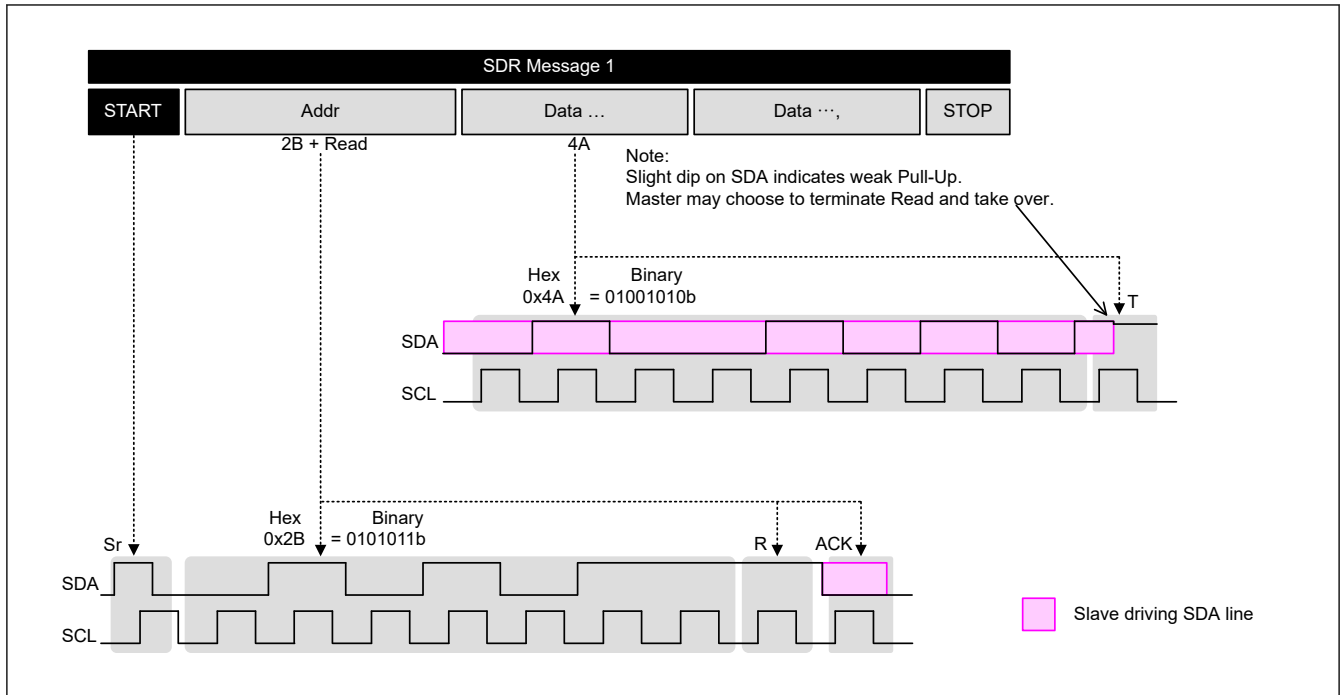 SDR Message 1
START
Addr
Data …
Data ⋯,
STOP
2B + Read
4A
Note:
Slight dip on SDA indicates weak Pull-Up.
Master may choose to terminate Read and take over.
Hex
Binary
0x4A
= 01001010b
T
SDA
SCL
Hex
Binary
0x2B
= 0101011b
Sr
R
ACK
SDA
SCL
Slave driving SDA line